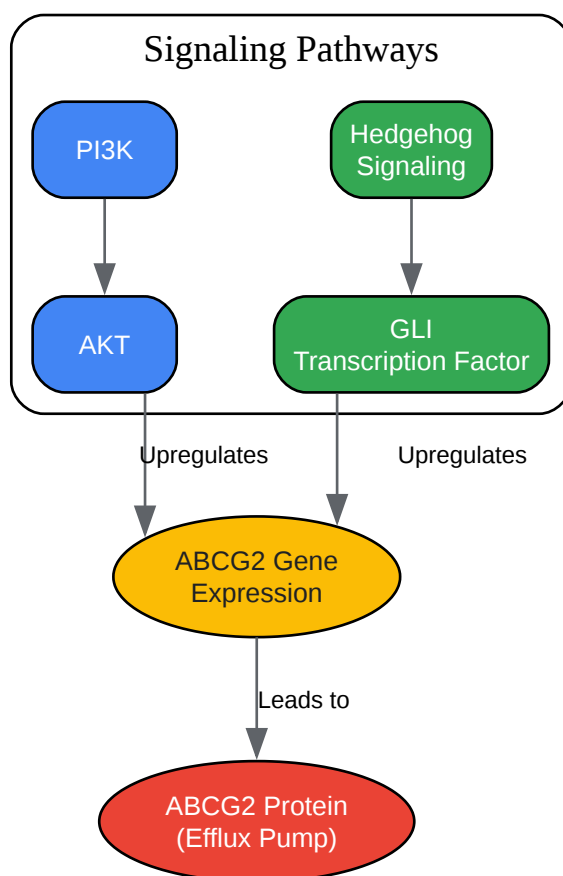 Signaling Pathways
PI3K
Hedgehog
Signaling
AKT
GLI
Transcription Factor
Upregulates
Upregulates
ABCG2 Gene
Expression
Leads to
ABCG2 Protein
(Efflux Pump)